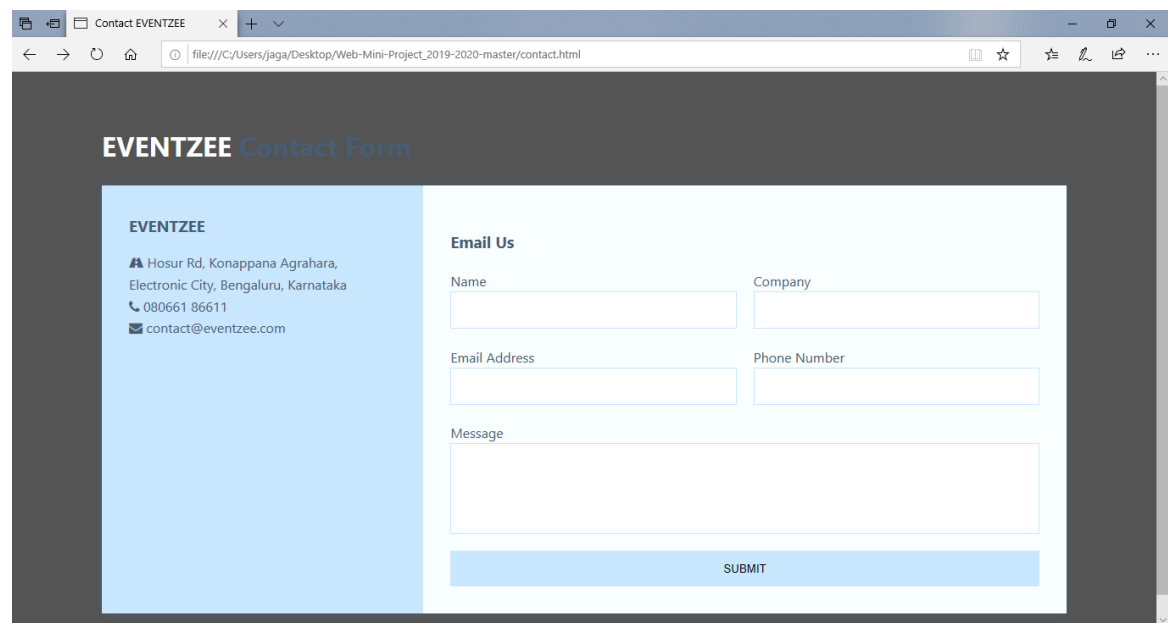 Contact EVENTZEE
file:///C:/Users/jaga/Desktop/Web-Mini-Project_2019-2020-master/contact.html
EVENTZEE Contact Form
EVENTZEE
Hosur Rd, Konappana Agrahara,
Electronic City, Bengaluru, Karnataka
080661 86611
contact@eventzee.com
Email Us
Name
Company
Email Address
Phone Number
Message
SUBMIT